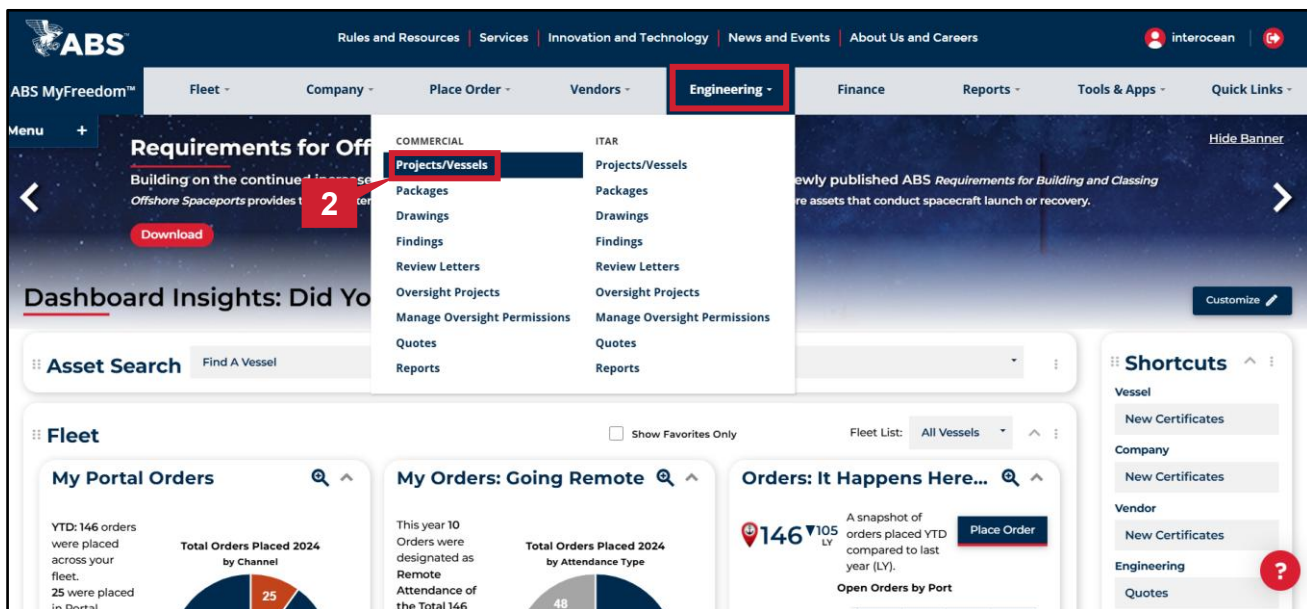 ABS
Rules and Resources | Services | Innovation and Technology | News and Events | About Us and Careers
interocean
ABS MyFreedom™
Fleet
Company
Place Order
Vendors
Engineering
Finance
Reports
Tools & Apps
Quick Links
Menu +
Hide Banner
Requirements for Off
Building on the continued increase
ewly published ABS Requirements for Building and Classing
Offshore Spaceports provides t
re assets that conduct spacecraft launch or recovery.
Download
2
COMMERCIAL
Projects/Vessels
Packages
Drawings
Findings
Review Letters
Oversight Projects
Manage Oversight Permissions
Quotes
Reports
ITAR
Projects/Vessels
Packages
Drawings
Findings
Review Letters
Oversight Projects
Manage Oversight Permissions
Quotes
Reports
Dashboard Insights: Did Yo
Customize
Asset Search
Find A Vessel
Fleet
Show Favorites Only
Fleet List: All Vessels
My Portal Orders
YTD: 146 orders
were placed
across your
fleet.
25 were placed
in Portal
Total Orders Placed 2024
by Channel
25
My Orders: Going Remote
This year 10
Orders were
designated as
Remote
Attendance of
the Total 146
Total Orders Placed 2024
by Attendance Type
48
Orders: It Happens Here...
146 ▼105
LY
A snapshot of
orders placed YTD
compared to last
year (LY).
Place Order
Open Orders by Port
Shortcuts
Vessel
New Certificates
Company
New Certificates
Vendor
New Certificates
Engineering
Quotes
?